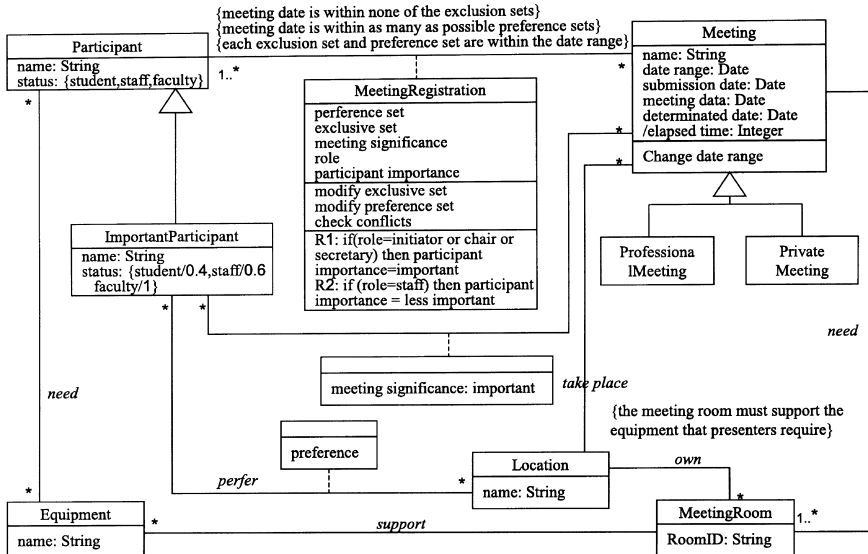 {meeting date is within none of the exclusion sets}
{meeting date is within as many as possible preference sets}
{each exclusion set and preference set are within the date range}
Participant
name: String
status: {student,staff,faculty}
1..*
*
*
Meeting
name: String
date range: Date
submission date: Date
meeting data: Date
determinated date: Date
/elapsed time: Integer
Change date range
*
*
MeetingRegistration
perference set
exclusive set
meeting significance
role
participant importance
modify exclusive set
modify preference set
check conflicts
R1: if(role=initiator or chair or
secretary) then participant
importance=important
R2: if (role=staff) then participant
importance = less important
ImportantParticipant
name: String
status: {student/0.4,staff/0.6
faculty/1}
*
*
Professiona
lMeeting
Private
Meeting
need
need
meeting significance: important
take place
{the meeting room must support the
equipment that presenters require}
preference
perfer
*
Location
name: String
own
*
*
Equipment
name: String
*
support
MeetingRoom
RoomID: String
1..*